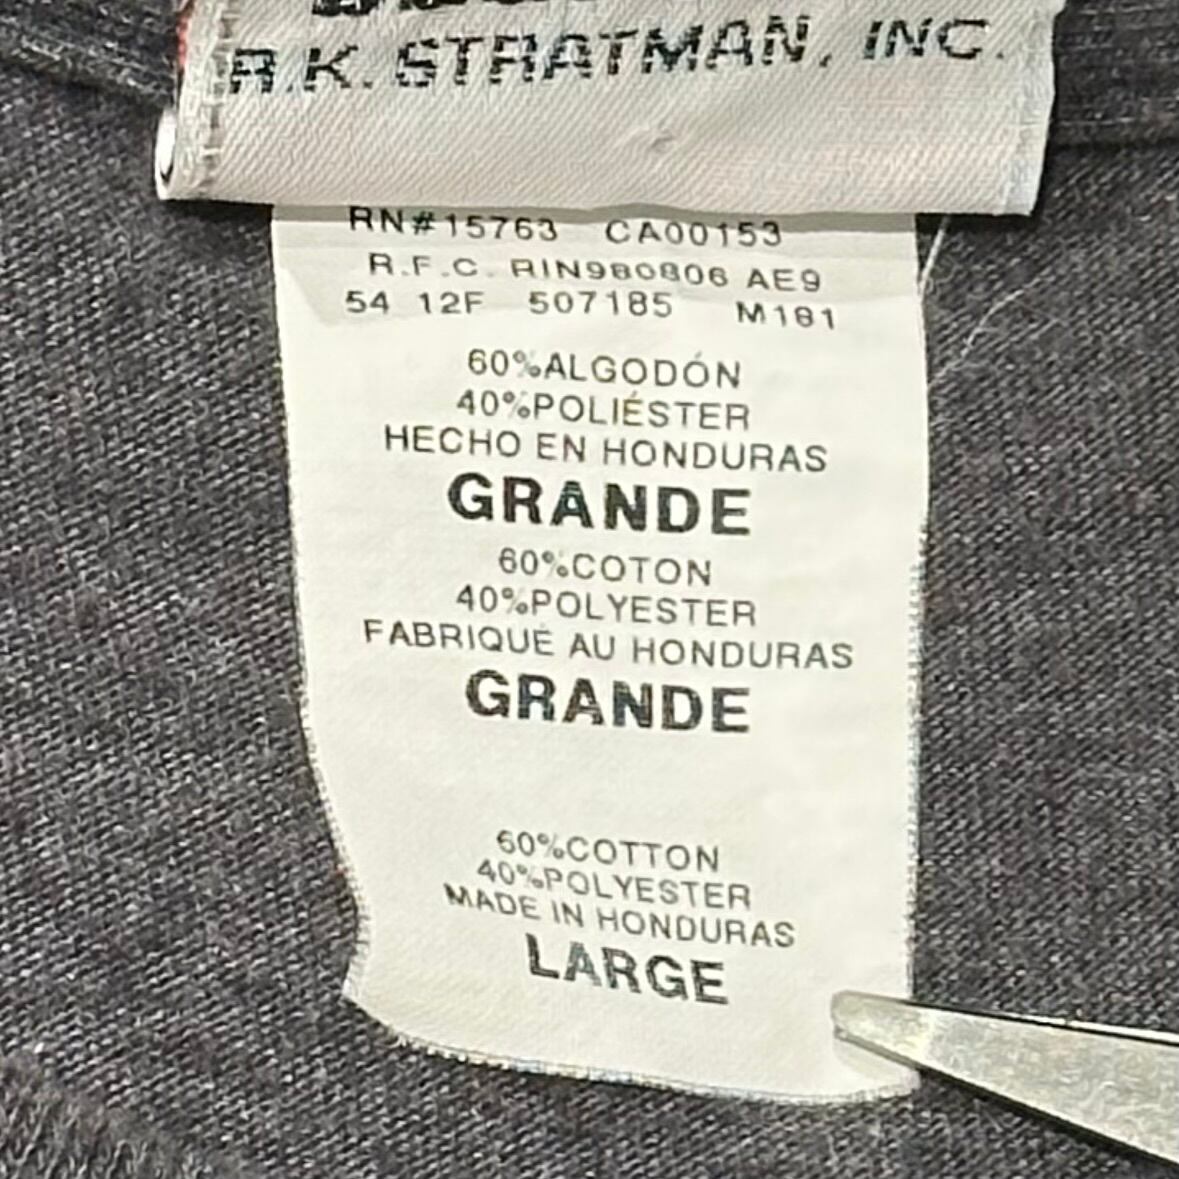 R.K. STRATMAN, INC.
RN#15763 CA00153
R.F.C. RIN980806 AE9
54 12F 507185 M181
60%ALGODÓN
40%POLIÉSTER
HECHO EN HONDURAS
GRANDE
60%COTON
40%POLYESTER
FABRIQUÉ AU HONDURAS
GRANDE
60%COTTON
40%POLYESTER
MADE IN HONDURAS
LARGE